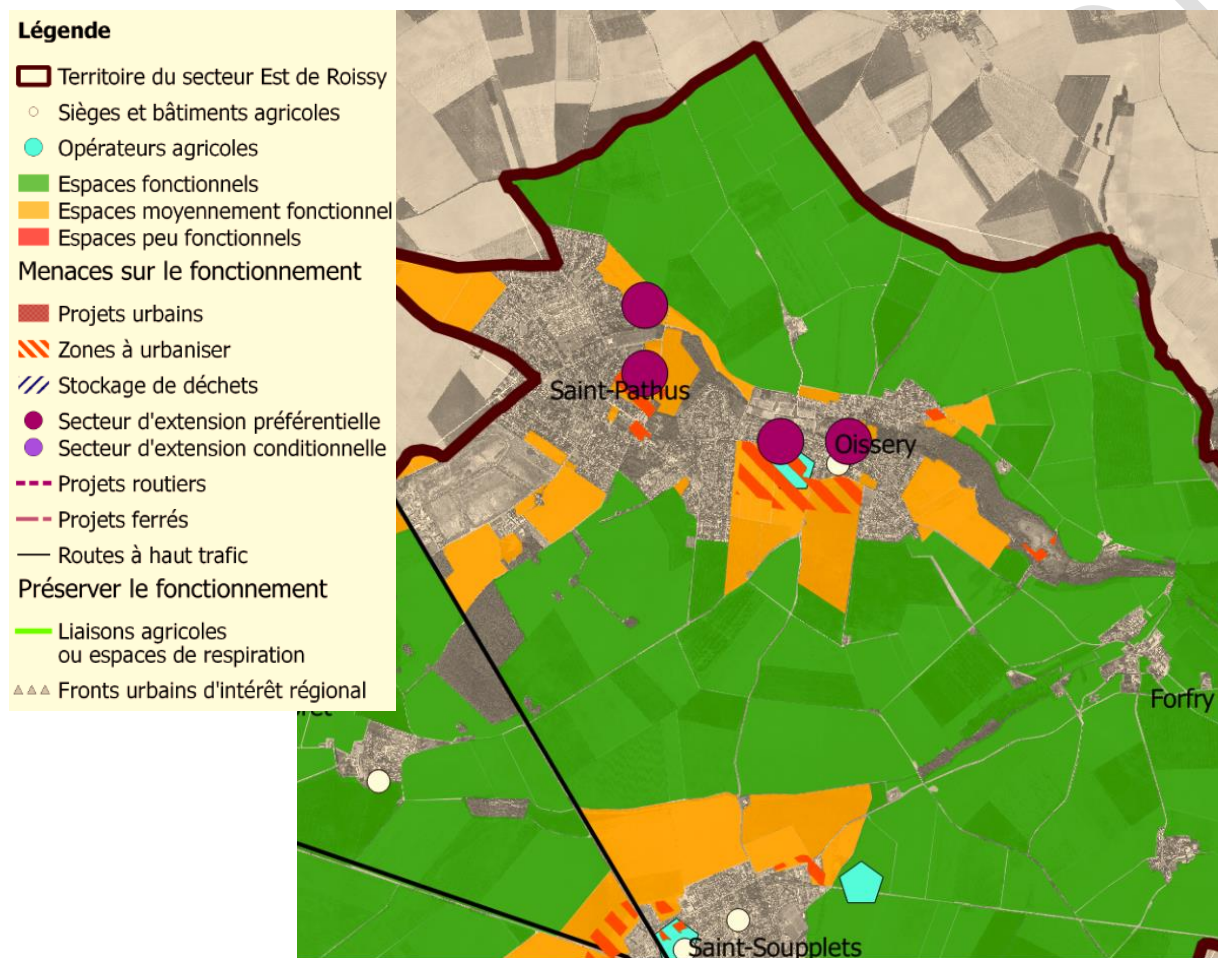 Légende
Territoire du secteur Est de Roissy
Sièges et bâtiments agricoles
Opérateurs agricoles
Espaces fonctionnels
Espaces moyennement fonctionnel
Espaces peu fonctionnels
Menaces sur le fonctionnement
Projets urbains
Zones à urbaniser
Stockage de déchets
Secteur d'extension préférentielle
Secteur d'extension conditionnelle
Projets routiers
Projets ferrés
Routes à haut trafic
Préserver le fonctionnement
Liaisons agricoles
ou espaces de respiration
Fronts urbains d'intérêt régional
Saint-Pathus
Oissery
Forfry
Saint-Soupplets